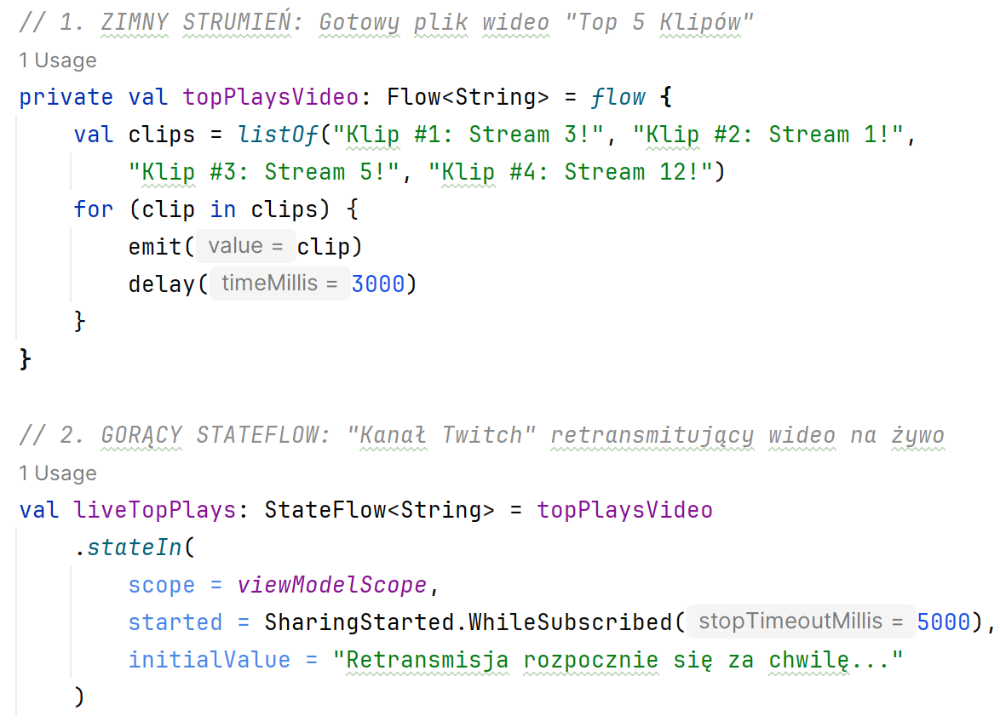 // 1. ZIMNY STRUMIEŃ: Gotowy plik wideo "Top 5 Klipów"
1 Usage
private val topPlaysVideo: Flow<String> = flow {
val clips = listOf("Klip #1: Stream 3!", "Klip #2: Stream 1!",
"Klip #3: Stream 5!", "Klip #4: Stream 12!")
for (clip in clips) {
emit( value = clip)
delay( timeMillis = 3000)
}
}
// 2. GORĄCY STATEFLOW: "Kanał Twitch" retransmitujący wideo na żywo
1 Usage
val liveTopPlays: StateFlow<String> = topPlaysVideo
.stateIn(
scope = viewModelScope,
started = SharingStarted.WhileSubscribed( stopTimeoutMillis = 5000),
initialValue = "Retransmisja rozpocznie się za chwilę..."
)